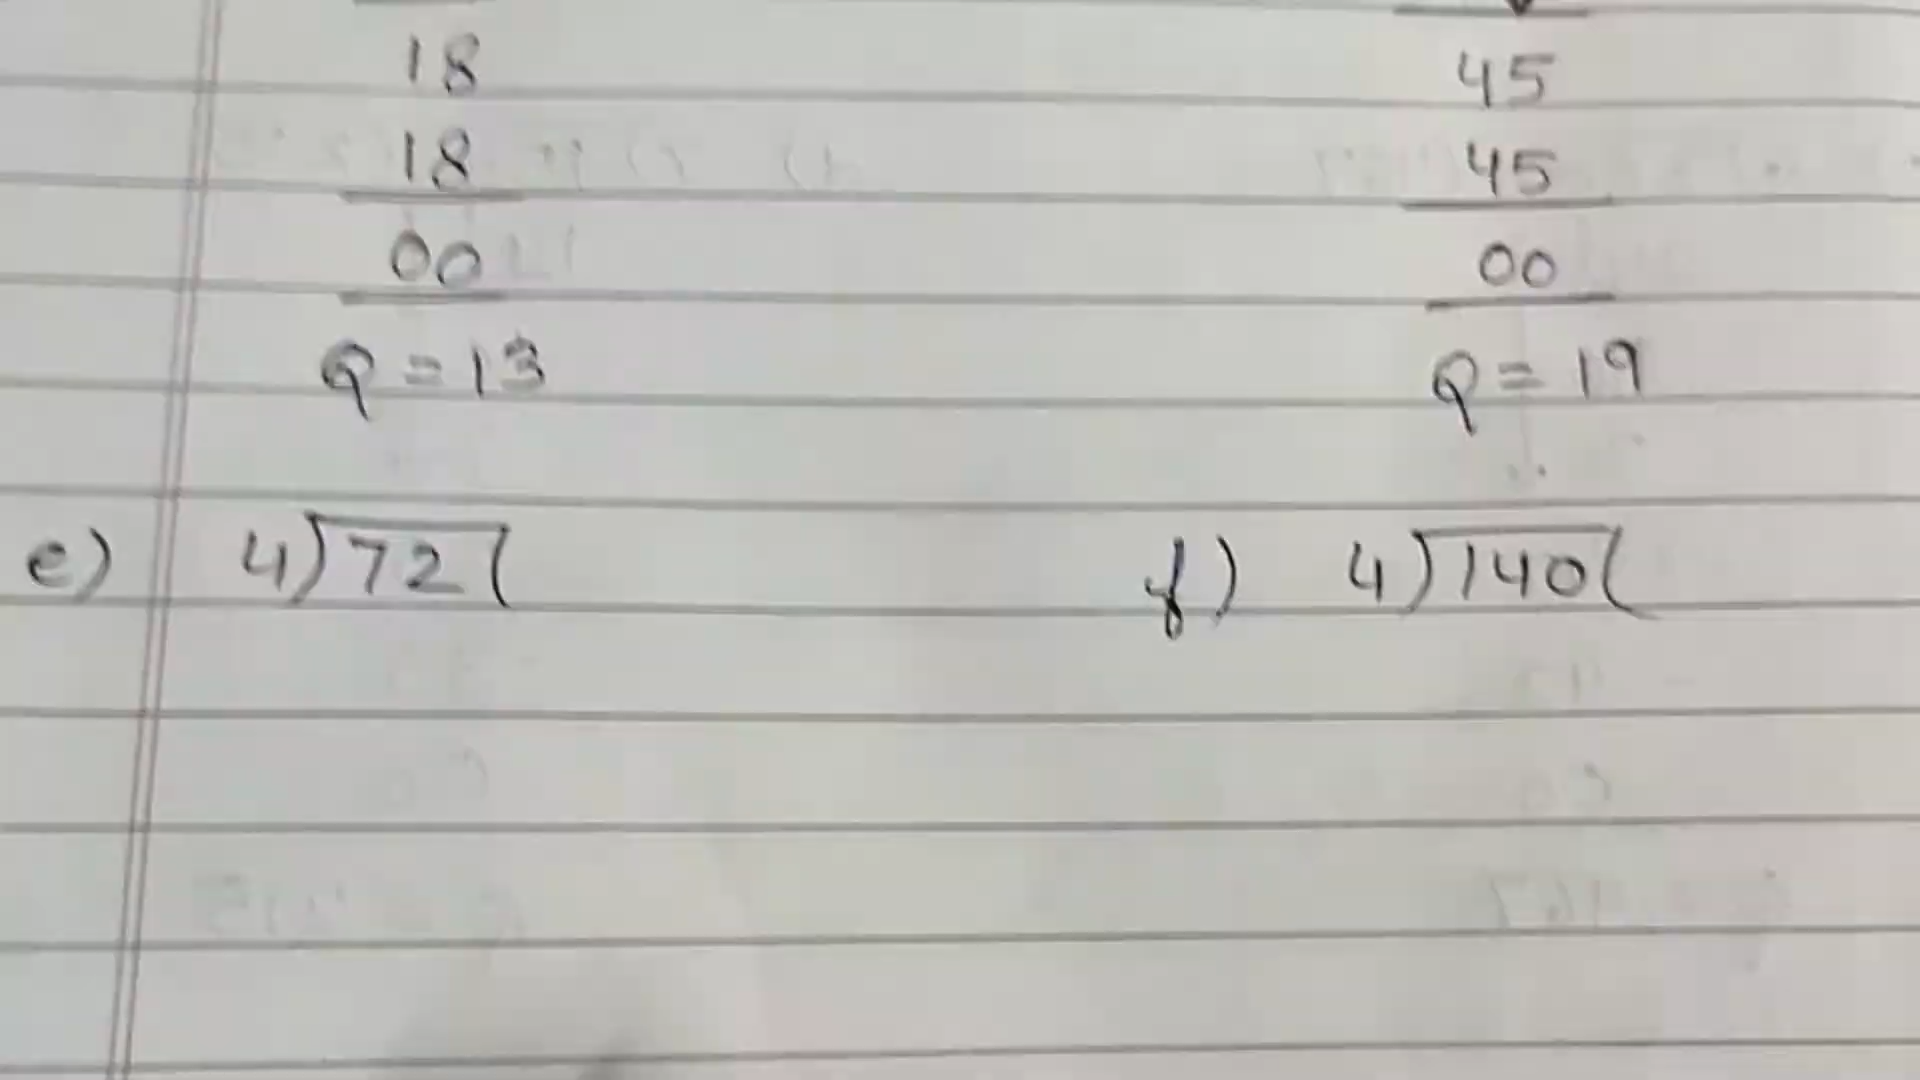 18
18
00
Q = 13
45
45
00
Q = 19
e) 4)72(
f) 4)140(